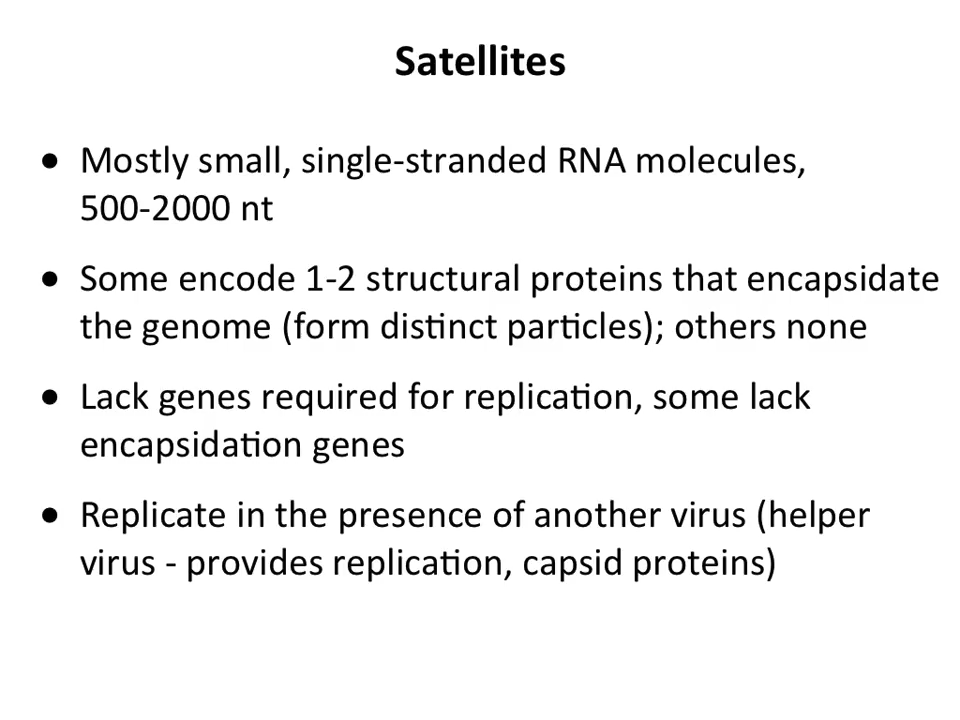 Satellites
● Mostly small, single-stranded RNA molecules,
500-2000 nt
● Some encode 1-2 structural proteins that encapsidate
the genome (form distinct particles); others none
● Lack genes required for replication, some lack
encapsidation genes
● Replicate in the presence of another virus (helper
virus - provides replication, capsid proteins)